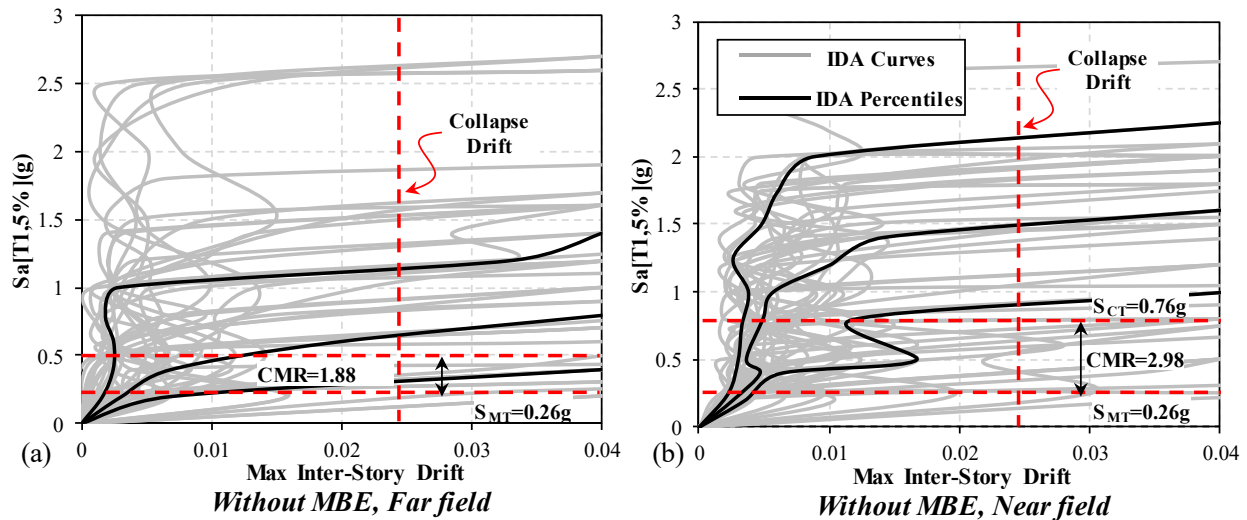 3
2.5
2
1.5
1
0.5
0
Sa[T1,5%](g)
Collapse
Drift
CMR=1.88
S_MT=0.26g
0 0.01 0.02 0.03 0.04
Max Inter-Story Drift
(a)
Without MBE, Far field
3
2.5
2
1.5
1
0.5
0
Sa[T1,5%](g)
IDA Curves
IDA Percentiles
Collapse
Drift
S_CT=0.76g
CMR=2.98
S_MT=0.26g
0 0.01 0.02 0.03 0.04
Max Inter-Story Drift
(b)
Without MBE, Near field